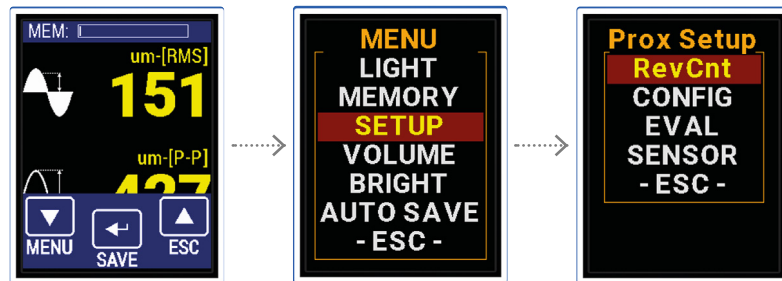 MEM:
um-[RMS]
151
um-[P-P]
427
MENU
SAVE
ESC
MENU
LIGHT
MEMORY
SETUP
VOLUME
BRIGHT
AUTO SAVE
- ESC -
Prox Setup
RevCnt
CONFIG
EVAL
SENSOR
- ESC -